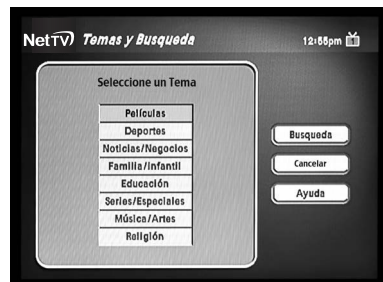 NetTV Temas y Busqueda
12:55pm
Seleccione un Tema
Películas
Deportes
Noticias/Negocios
Familia/Infantil
Educación
Series/Especiales
Música/Artes
Religión
Busqueda
Cancelar
Ayuda